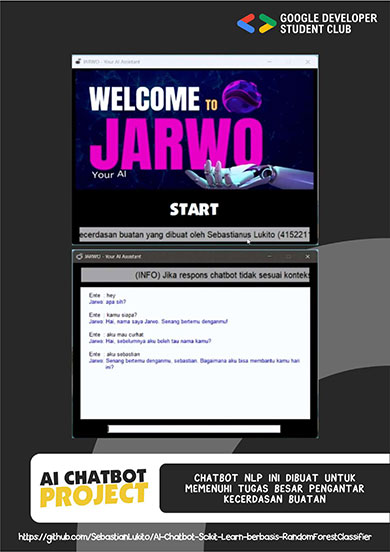 GOOGLE DEVELOPER
STUDENT CLUB
JARWO - Your AI Assistant
WELCOME TO
JARWO
Your AI
START
ecerdasan buatan yang dibuat oleh Sebastianus Lukito (4152211
JARWO - Your AI Assistant
(INFO) Jika respons chatbot tidak sesuai konteks
Ente : hey
Jarwo: apa sih?
Ente : kamu siapa?
Jarwo: Hai, nama saya Jarwo. Senang bertemu denganmu!
Ente : aku mau curhat
Jarwo: Hai, sebelumnya aku boleh tau nama kamu?
Ente : aku sebastian
Jarwo: Senang bertemu denganmu, sebastian. Bagaimana aku bisa membantu kamu hari
ini?
AI CHATBOT
PROJECT
CHATBOT NLP INI DIBUAT UNTUK
MEMENUHI TUGAS BESAR PENGANTAR
KECERDASAN BUATAN
https://github.com/SebastianLukito/AI-Chatbot-Scikit-Learn-berbasis-RandomForestClassifier